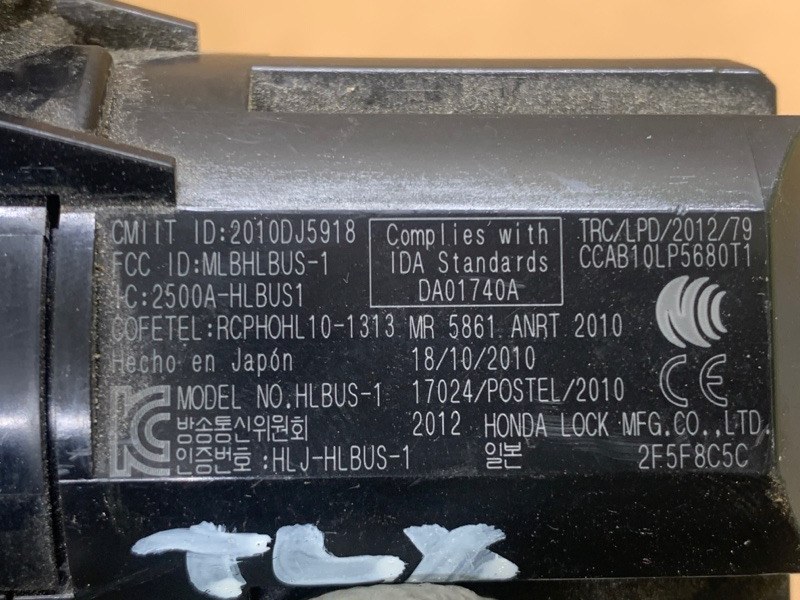 CMIIT ID:2010DJ5918
FCC ID:MLBHLBUS-1
IC:2500A-HLBUS1
Complies with
IDA Standards
DA01740A
TRC/LPD/2012/79
CCAB10LP5680T1
COFETEL:RCPHOHL10-1313 MR 5861 ANRT 2010
Hecho en Japón 18/10/2010
MODEL NO.HLBUS-1 17024/POSTEL/2010
CE
방송통신위원회 2012 HONDA LOCK MFG.CO.,LTD.
인증번호:HLJ-HLBUS-1 일본 2F5F8C5C
TLX